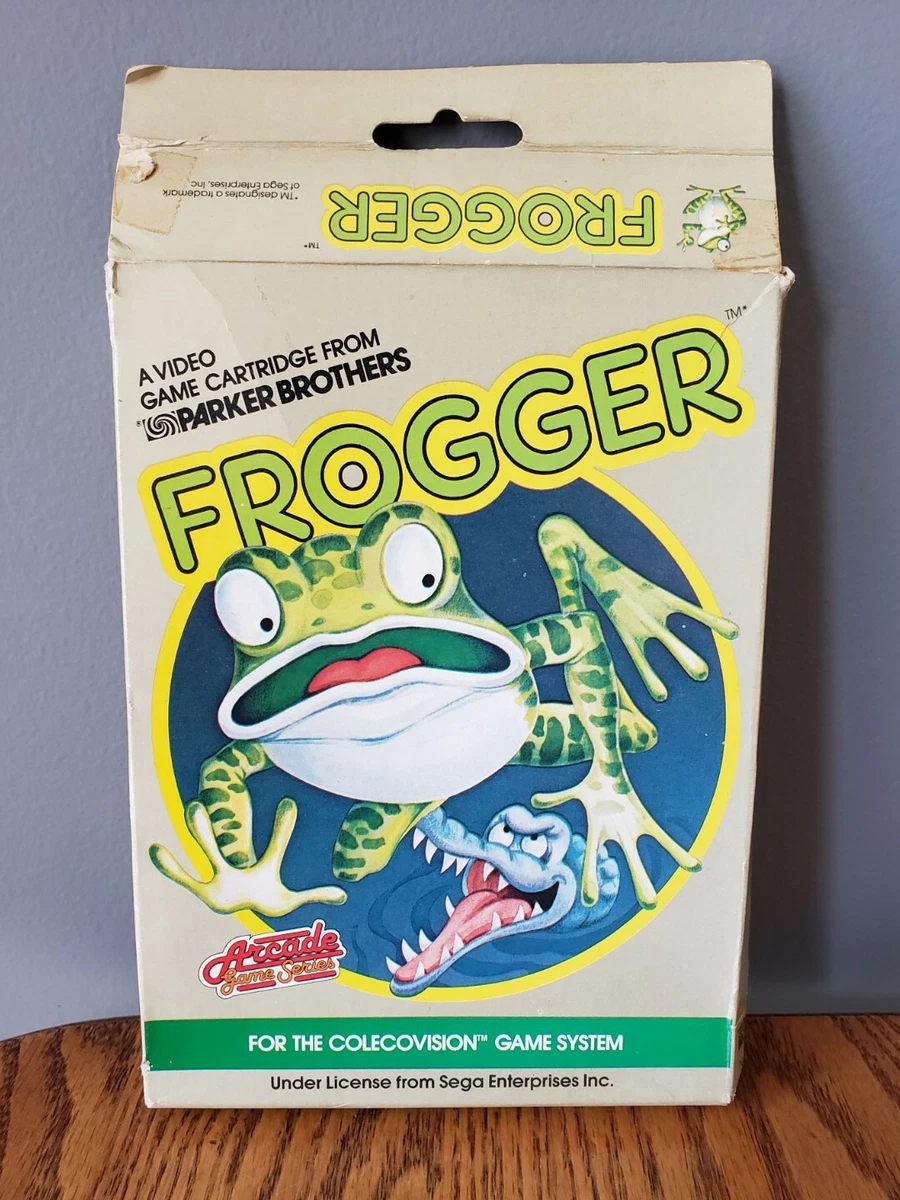 *TM designates a trademark
of Sega Enterprises, Inc.
FROGGER
TM*
TM*
A VIDEO
GAME CARTRIDGE FROM
PARKER BROTHERS
FROGGER
Arcade
Game Series
FOR THE COLECOVISION™ GAME SYSTEM
Under License from Sega Enterprises Inc.